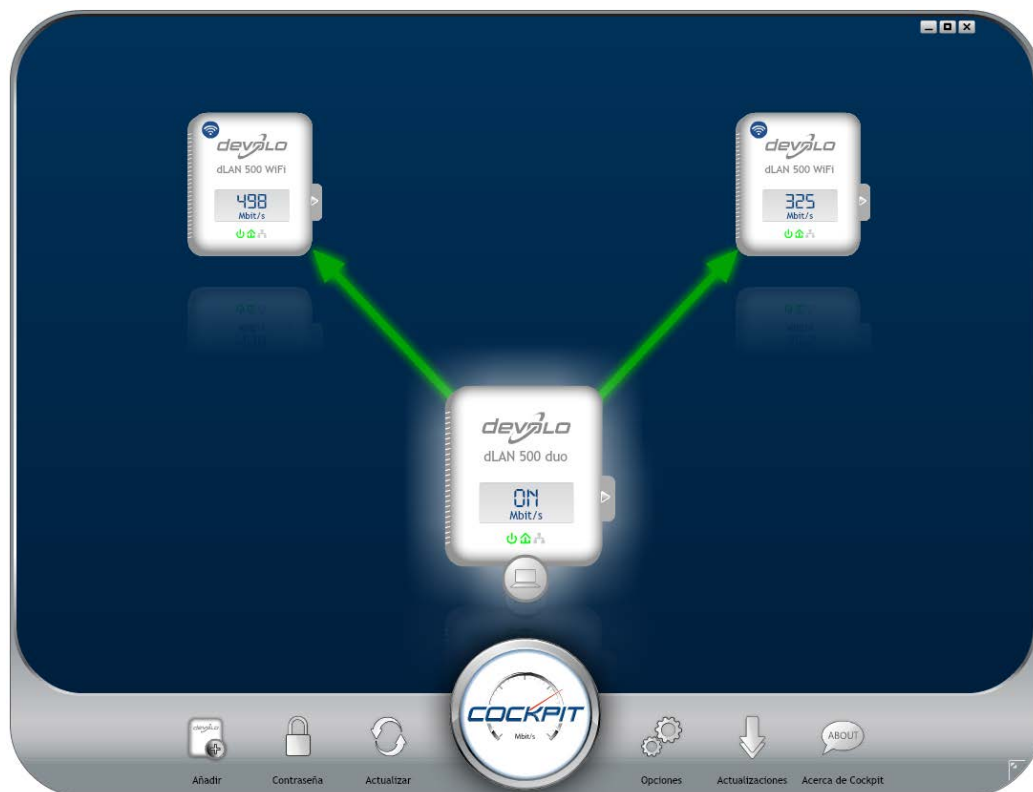 devolo
dLAN 500 WiFi
498
Mbit/s
devolo
dLAN 500 WiFi
325
Mbit/s
devolo
dLAN 500 duo
ON
Mbit/s
COCKPIT
Mbit/s
devolo
ABOUT
Añadir
Contraseña
Actualizar
Opciones
Actualizaciones
Acerca de Cockpit